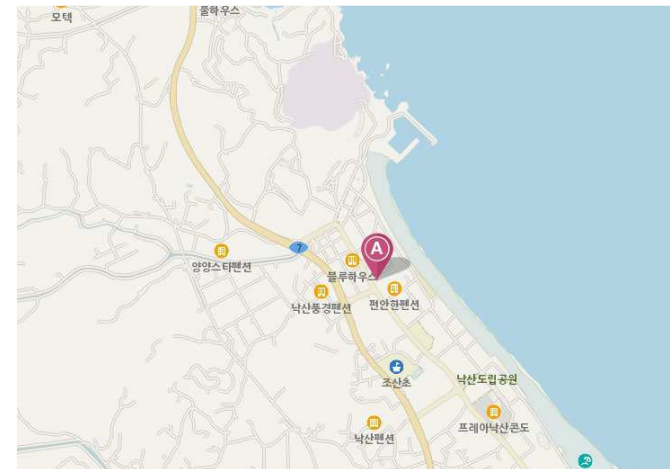 모텍
풀하우스
7
A
양양스타펜션
블루하우스
낙산풍경펜션
편안한펜션
조산초
낙산도립공원
프레야낙산콘도
낙산펜션